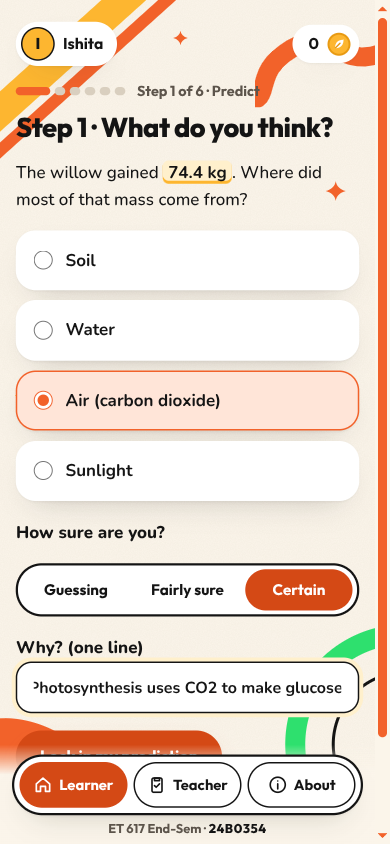 I Ishita 0
Step 1 of 6 · Predict
Step 1 · What do you think?
The willow gained 74.4 kg. Where did
most of that mass come from?
Soil
Water
Air (carbon dioxide)
Sunlight
How sure are you?
Guessing Fairly sure Certain
Why? (one line)
Photosynthesis uses CO2 to make glucose
Learner Teacher About
ET 617 End-Sem · 24B0354